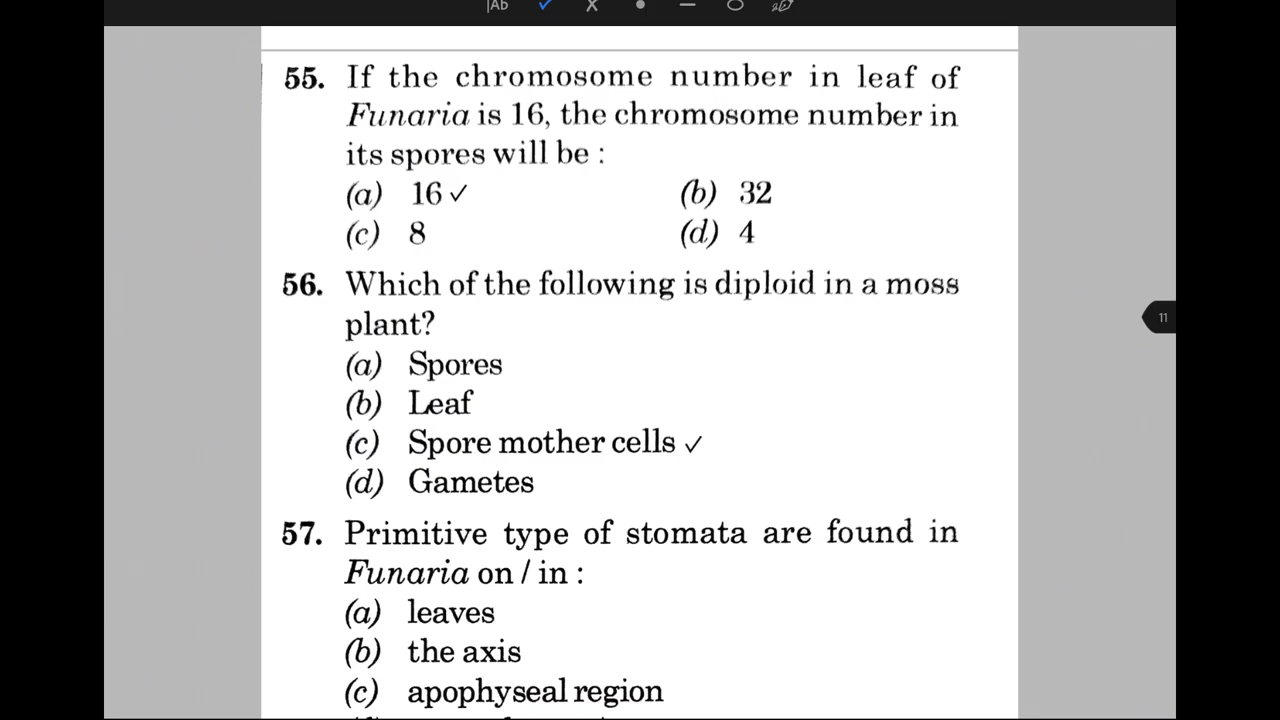 Ab
55. If the chromosome number in leaf of
Funaria is 16, the chromosome number in
its spores will be :
(a) 16 ✓ (b) 32
(c) 8 (d) 4
56. Which of the following is diploid in a moss
plant?
(a) Spores
(b) Leaf
(c) Spore mother cells ✓
(d) Gametes
11
57. Primitive type of stomata are found in
Funaria on / in :
(a) leaves
(b) the axis
(c) apophyseal region